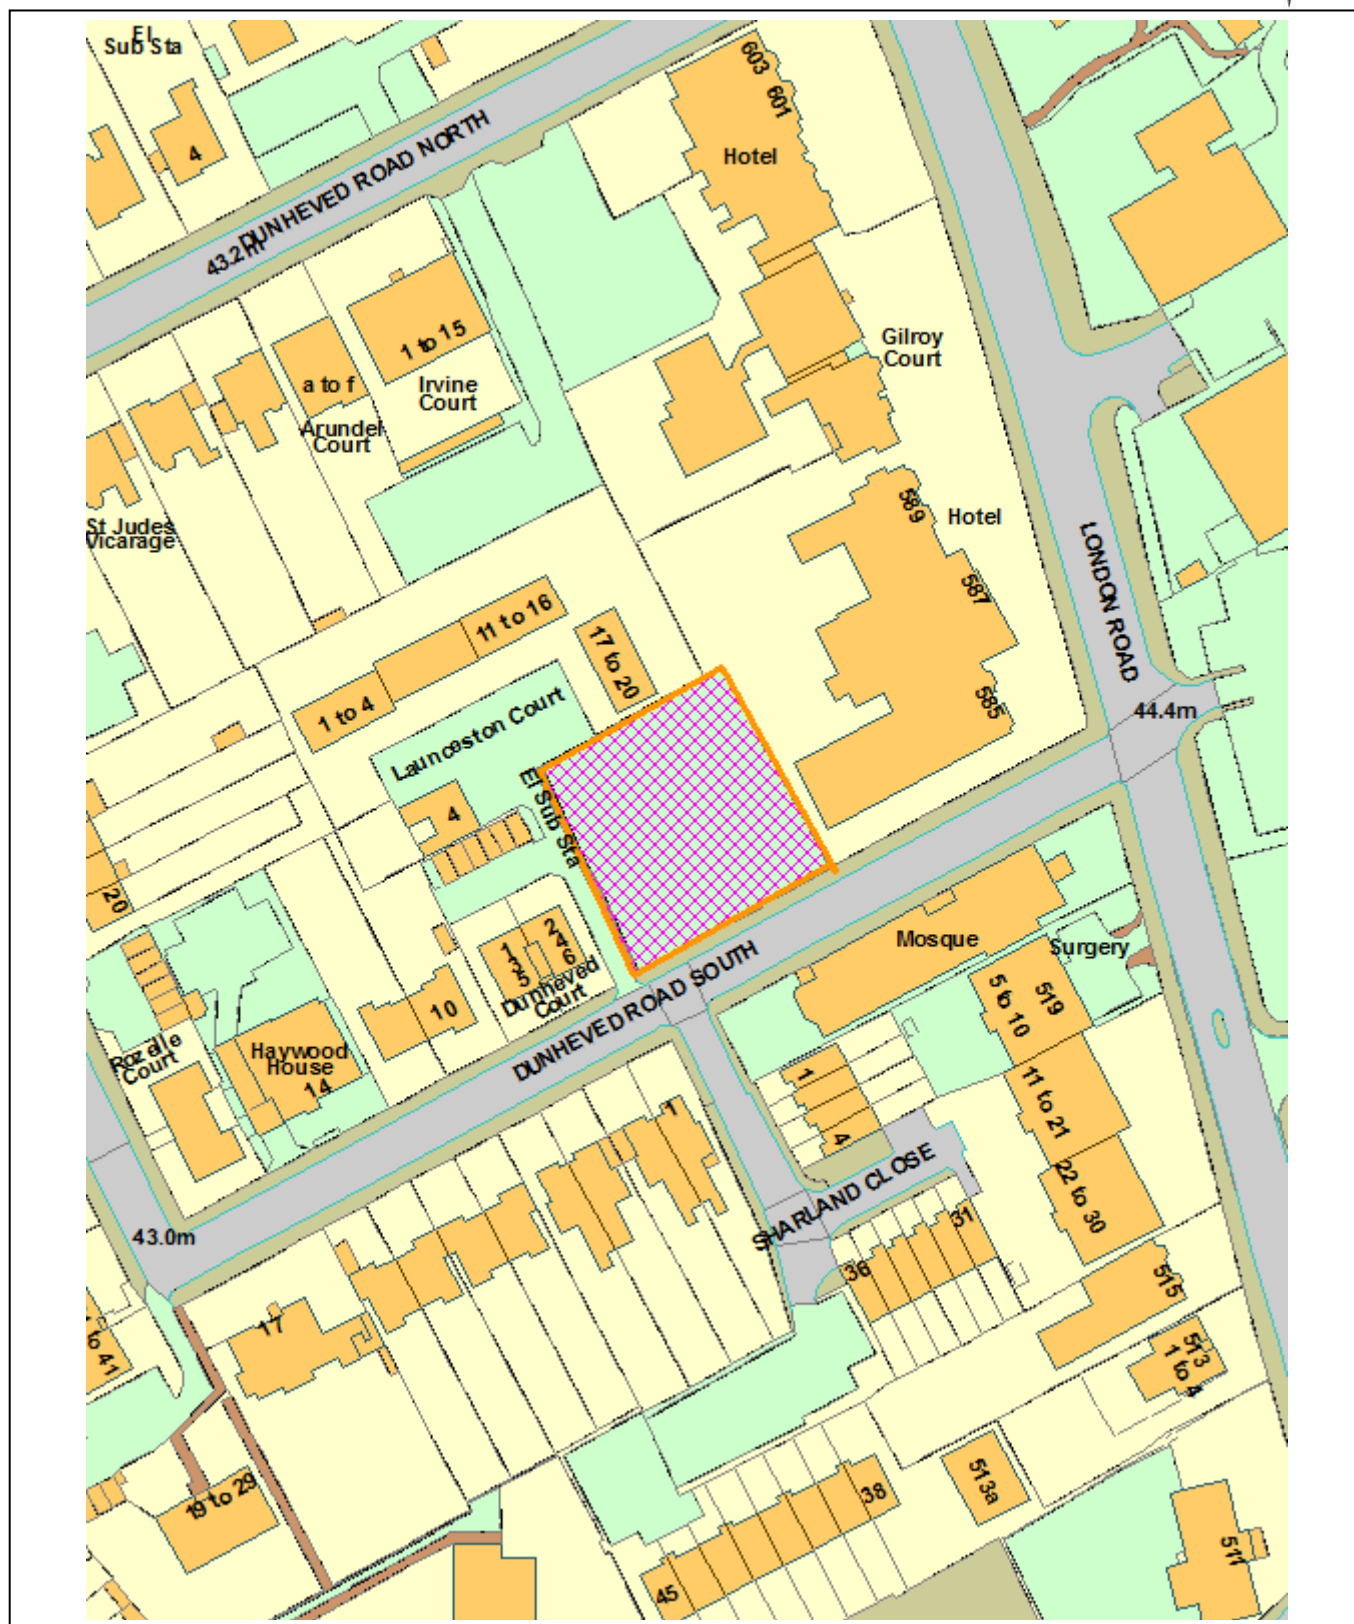 El
Sub Sta
603
601
Hotel
4
DUNHEVED ROAD NORTH
43.2m
1 to 15
Irvine
Court
a to f
Arundel
Court
Gilroy
Court
St Judes
Vicarage
589
Hotel
587
585
LONDON ROAD
44.4m
11 to 16
17 to 20
1 to 4
Launceston Court
El Sub Sta
4
20
1
3
5
2
4
6
Dunheved
Court
10
DUNHEVED ROAD SOUTH
Mosque
Surgery
519
5 to 10
11 to 21
22 to 30
Rozelle
Court
Haywood
House
14
1
4
1
SHARLAND CLOSE
31
36
43.0m
17
515
513
1 to 4
513a
19 to 29
38
45
511